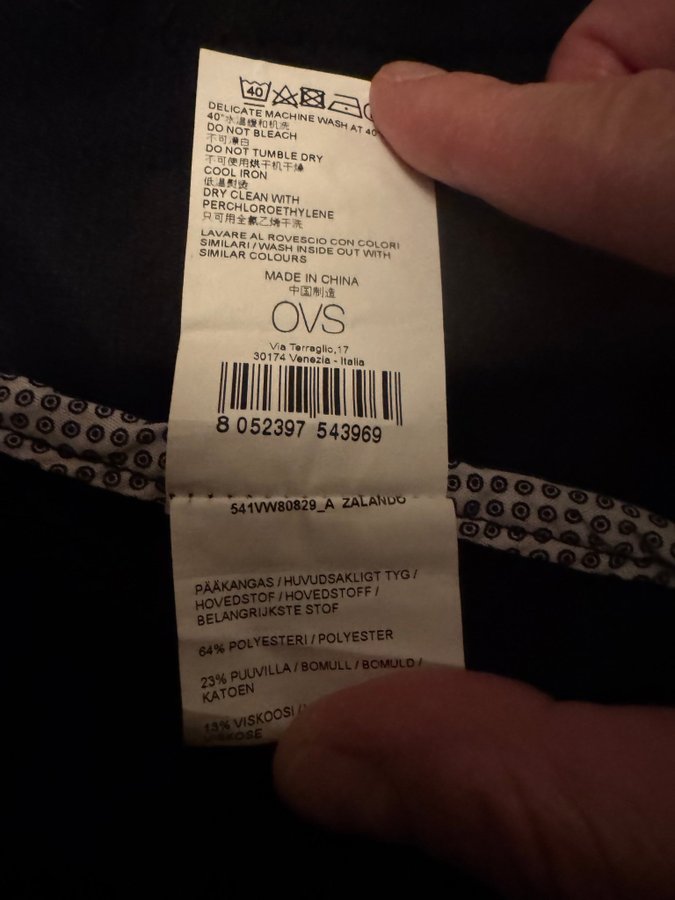 40
DELICATE MACHINE WASH AT 40°
40°水温缓和机洗
DO NOT BLEACH
不可漂白
DO NOT TUMBLE DRY
不可使用烘干机干燥
COOL IRON
低温熨烫
DRY CLEAN WITH
PERCHLOROETHYLENE
只可用全氯乙烯干洗
LAVARE AL ROVESCIO CON COLORI
SIMILARI / WASH INSIDE OUT WITH
SIMILAR COLOURS
MADE IN CHINA
中国制造
OVS
Via Terraglio,17
30174 Venezia - Italia
8 052397 543969
541VW80829_A ZALANDO
PÄÄKANGAS / HUVUDSAKLIGT TYG /
HOVEDSTOF / HOVEDSTOFF /
BELANGRIJKSTE STOF
64% POLYESTERI / POLYESTER
23% PUUVILLA / BOMULL / BOMULD /
KATOEN
13% VISKOOSI /
VISKOSE